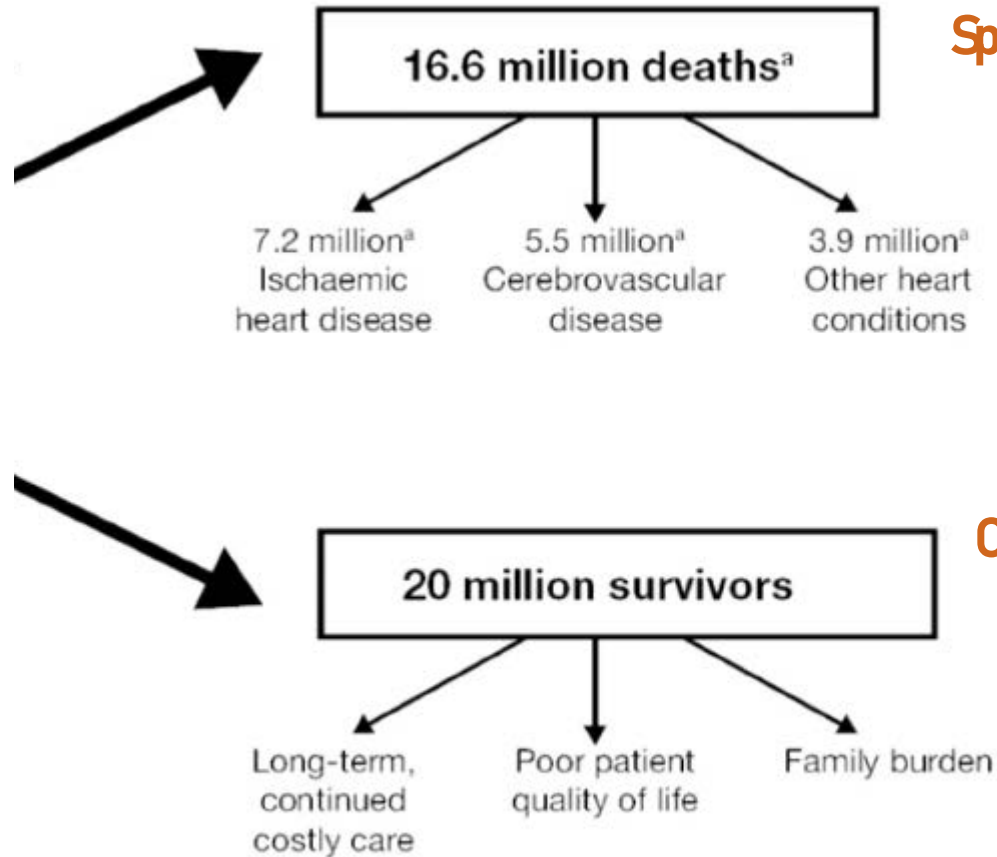 16.6 million deathsᵃ
7.2 millionᵃ
Ischaemic
heart disease
5.5 millionᵃ
Cerebrovascular
disease
3.9 millionᵃ
Other heart
conditions
20 million survivors
Long-term,
continued
costly care
Poor patient
quality of life
Family burden